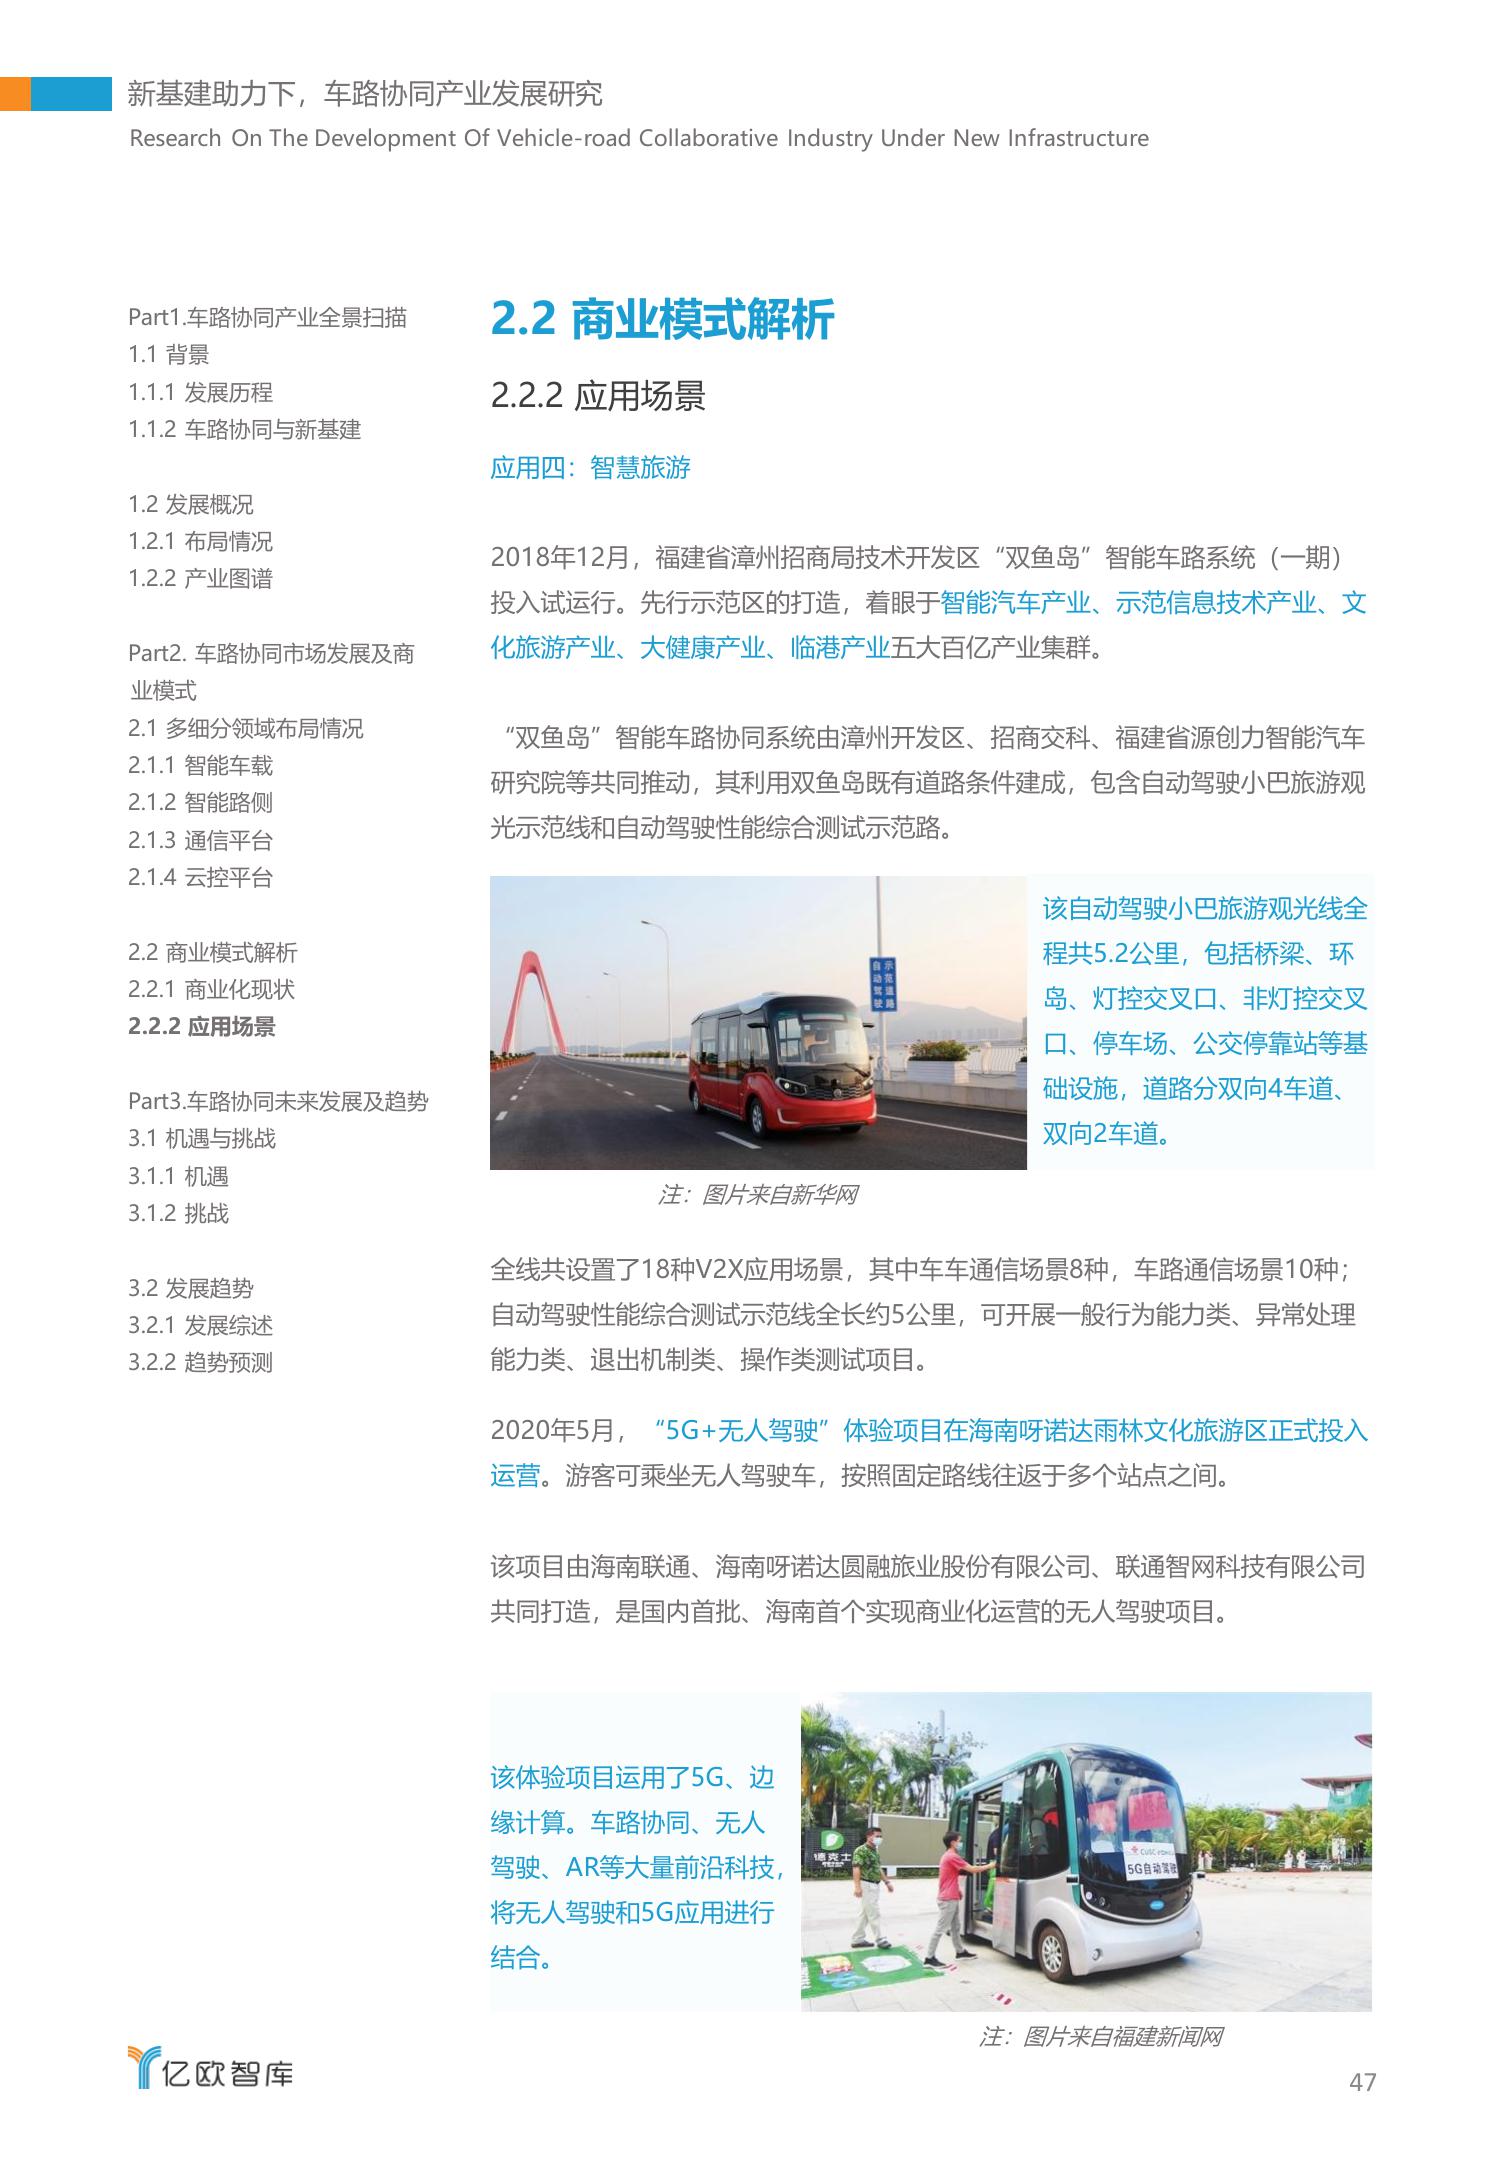 新基建助力下，车路协同产业发展研究
Research On The Development Of Vehicle-road Collaborative Industry Under New Infrastructure
Part1.车路协同产业全景扫描
1.1 背景
1.1.1 发展历程
1.1.2 车路协同与新基建
1.2 发展概况
1.2.1 布局情况
1.2.2 产业图谱
Part2. 车路协同市场发展及商
业模式
2.1 多细分领域布局情况
2.1.1 智能车载
2.1.2 智能路侧
2.1.3 通信平台
2.1.4 云控平台
2.2 商业模式解析
2.2.1 商业化现状
2.2.2 应用场景
Part3.车路协同未来发展及趋势
3.1 机遇与挑战
3.1.1 机遇
3.1.2 挑战
3.2 发展趋势
3.2.1 发展综述
3.2.2 趋势预测
2.2 商业模式解析
2.2.2 应用场景
应用四：智慧旅游
2018年12月，福建省漳州招商局技术开发区“双鱼岛”智能车路系统（一期）
投入试运行。先行示范区的打造，着眼于智能汽车产业、示范信息技术产业、文
化旅游产业、大健康产业、临港产业五大百亿产业集群。
“双鱼岛”智能车路协同系统由漳州开发区、招商交科、福建省源创力智能汽车
研究院等共同推动，其利用双鱼岛既有道路条件建成，包含自动驾驶小巴旅游观
光示范线和自动驾驶性能综合测试示范路。
自动驾驶
示范道路
该自动驾驶小巴旅游观光线全
程共5.2公里，包括桥梁、环
岛、灯控交叉口、非灯控交叉
口、停车场、公交停靠站等基
础设施，道路分双向4车道、
双向2车道。
注：图片来自新华网
全线共设置了18种V2X应用场景，其中车车通信场景8种，车路通信场景10种；
自动驾驶性能综合测试示范线全长约5公里，可开展一般行为能力类、异常处理
能力类、退出机制类、操作类测试项目。
2020年5月，“5G+无人驾驶”体验项目在海南呀诺达雨林文化旅游区正式投入
运营。游客可乘坐无人驾驶车，按照固定路线往返于多个站点之间。
该项目由海南联通、海南呀诺达圆融旅业股份有限公司、联通智网科技有限公司
共同打造，是国内首批、海南首个实现商业化运营的无人驾驶项目。
该体验项目运用了5G、边
缘计算。车路协同、无人
驾驶、AR等大量前沿科技，
将无人驾驶和5G应用进行
结合。
德克士
5G自动驾驶
注：图片来自福建新闻网
亿欧智库
47